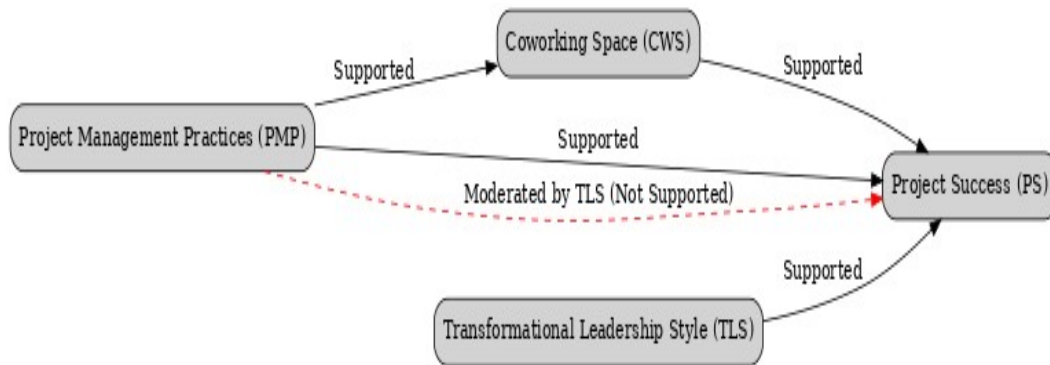 Coworking Space (CWS)
Supported
Supported
Project Management Practices (PMP)
Supported
Project Success (PS)
Moderated by TLS (Not Supported)
Supported
Transformational Leadership Style (TLS)